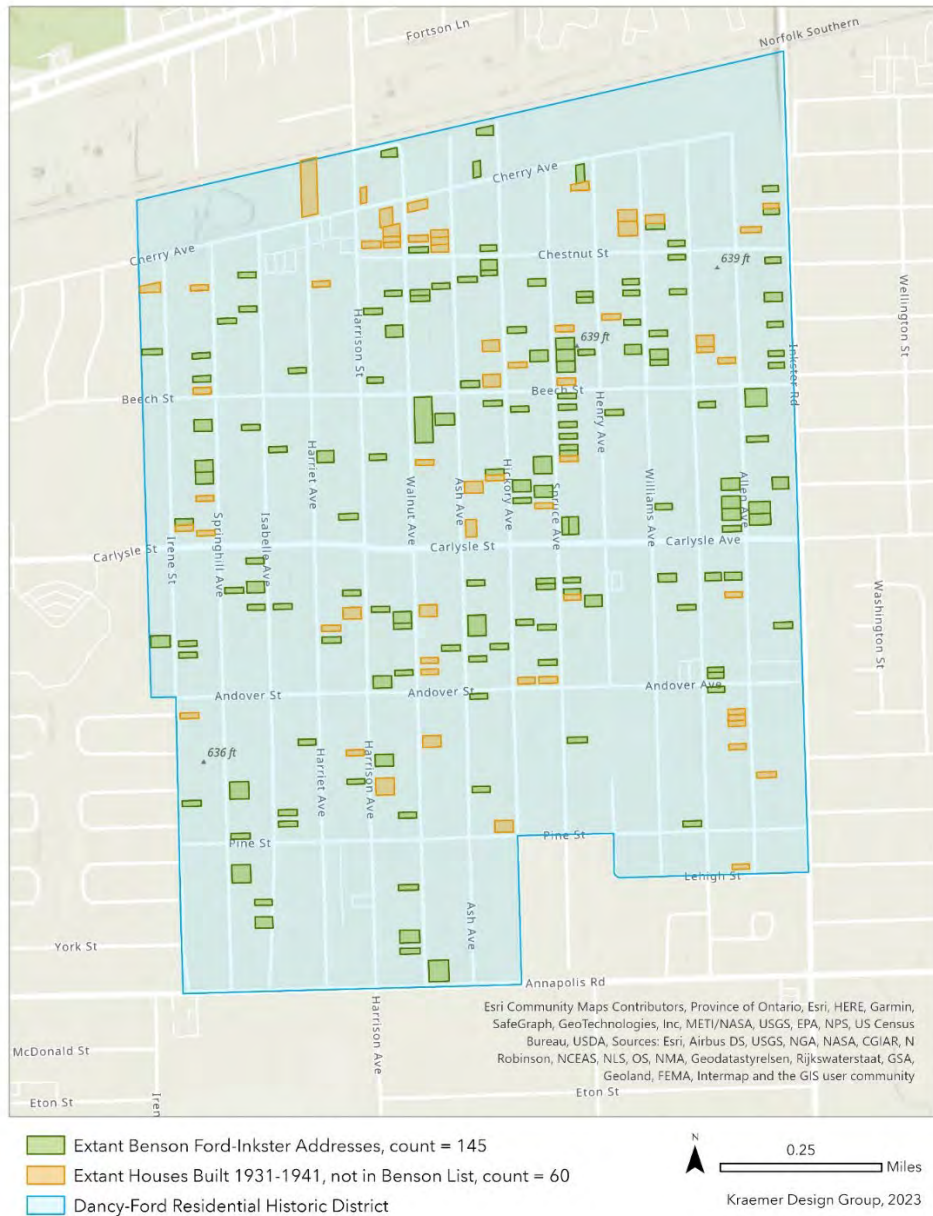 Fortson Ln
Norfolk Southern
Cherry Ave
Cherry Ave
Chestnut St
639 ft
Harrison St
639 ft
Wellington St
Inkster Rd
Beech St
Beech St
Henry Ave
Harriet Ave
Walnut Ave
Ash Ave
Hickory Ave
Spruce Ave
Williams Ave
Allen Ave
Irene St
Springhill Ave
Isabelle Ave
Carlysle St
Carlysle St
Carlysle Ave
Washington St
Andover St
Andover St
Andover Ave
636 ft
Harriet Ave
Harrison Ave
Pine St
Pine St
Lehigh St
Ash Ave
York St
Annapolis Rd
Harrison Ave
McDonald St
Eton St
Iren
Eton St
Esri Community Maps Contributors, Province of Ontario, Esri, HERE, Garmin,
SafeGraph, GeoTechnologies, Inc, METI/NASA, USGS, EPA, NPS, US Census
Bureau, USDA, Sources: Esri, Airbus DS, USGS, NGA, NASA, CGIAR, N
Robinson, NCEAS, NLS, OS, NMA, Geodatastyrelsen, Rijkswaterstaat, GSA,
Geoland, FEMA, Intermap and the GIS user community
Extant Benson Ford-Inkster Addresses, count = 145
Extant Houses Built 1931-1941, not in Benson List, count = 60
Dancy-Ford Residential Historic District
N
0.25
Miles
Kraemer Design Group, 2023